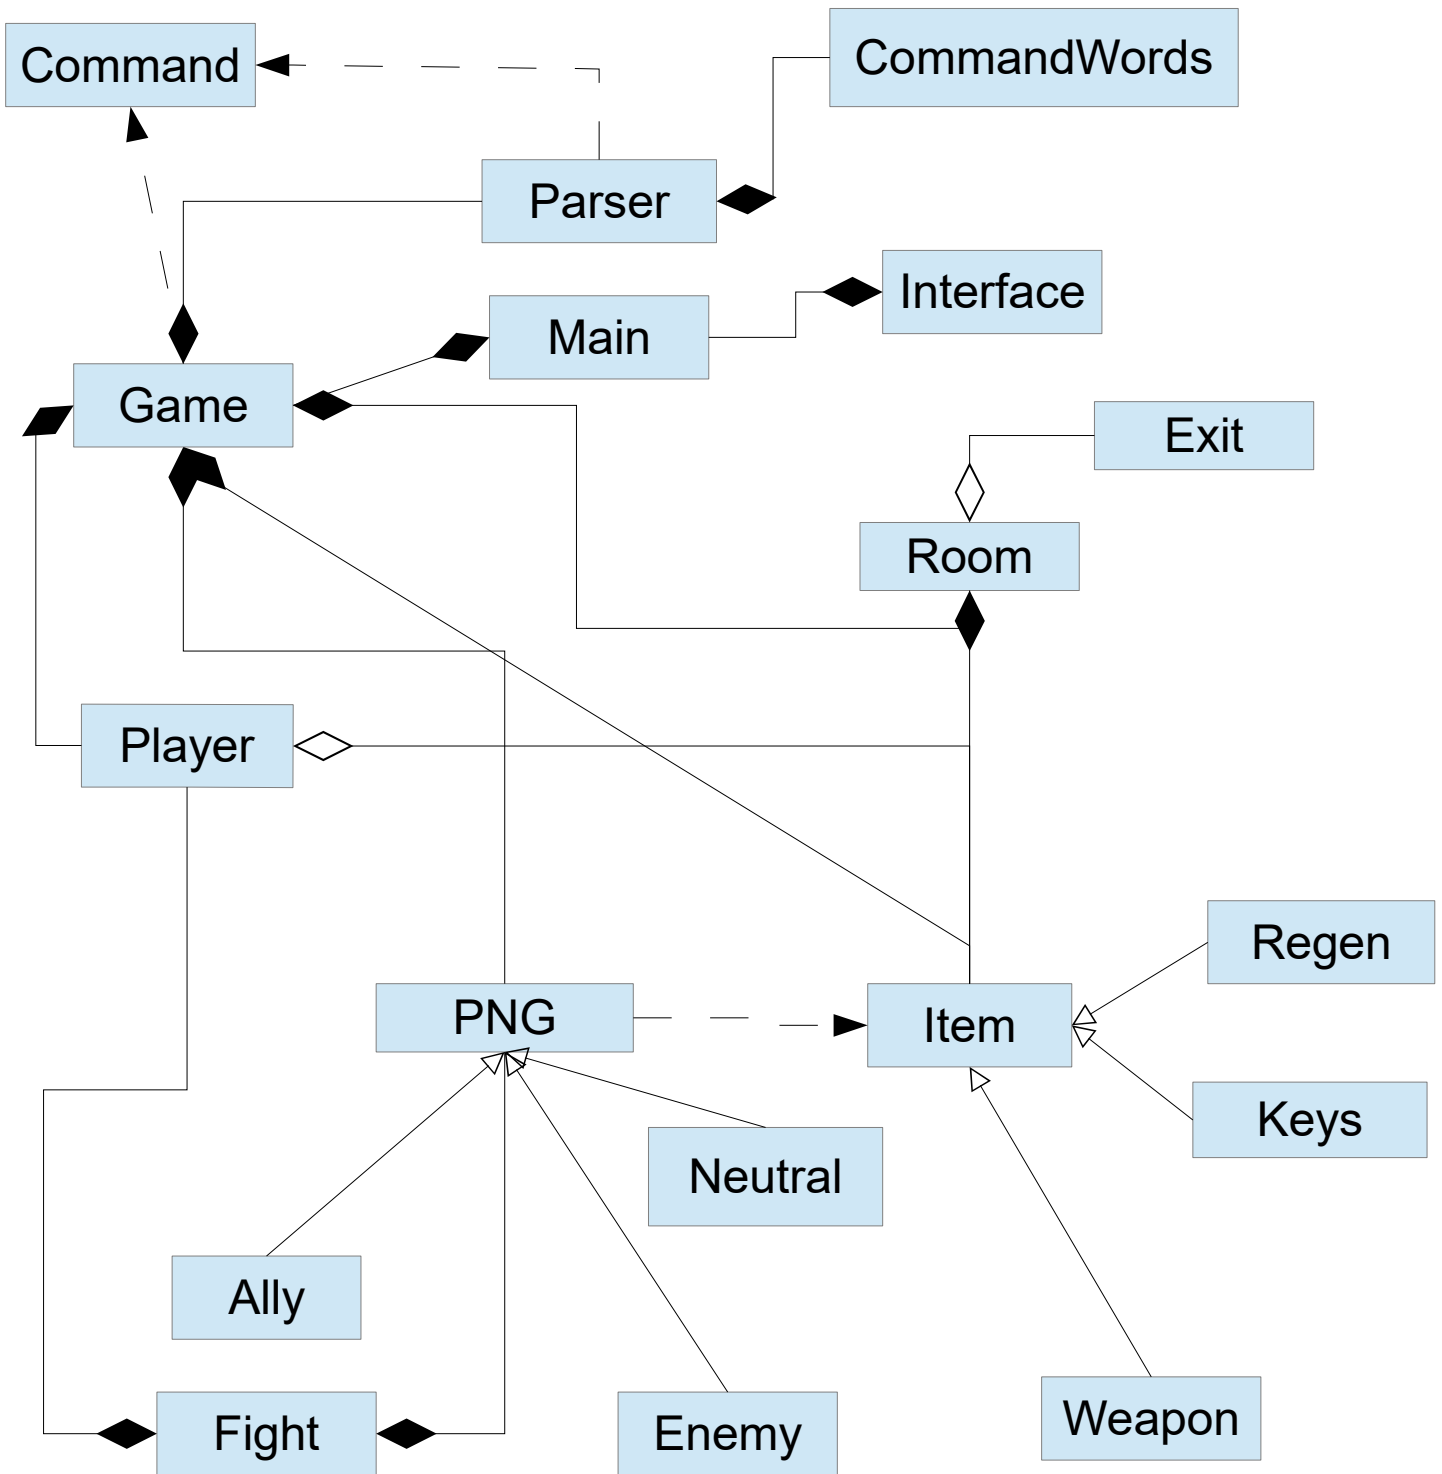 Command
CommandWords
Parser
Interface
Main
Game
Exit
Room
Player
Regen
PNG
Item
Keys
Neutral
Ally
Weapon
Fight
Enemy